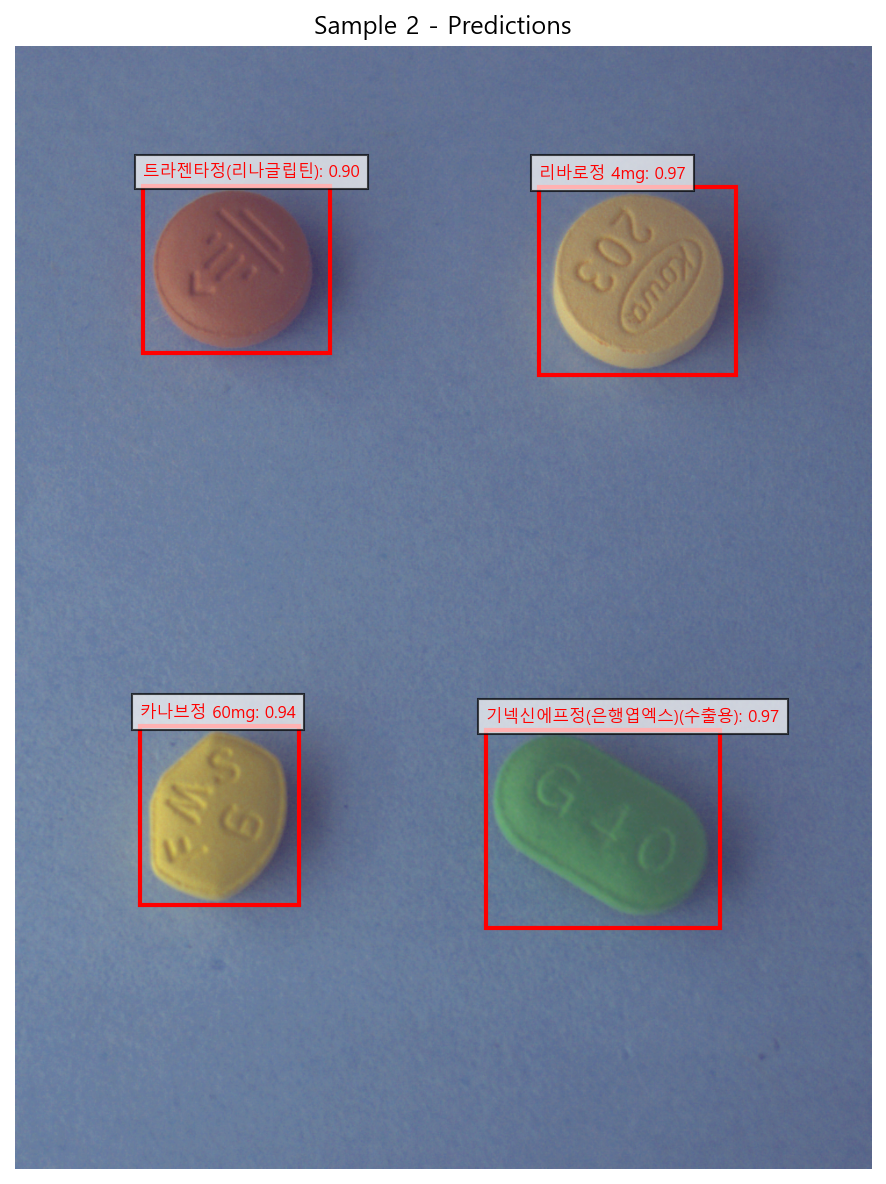 Sample 2 - Predictions
트라젠타정(리나글립틴): 0.90
리바로정 4mg: 0.97
203
Kowa
카나브정 60mg: 0.94
기넥신에프정(은행엽엑스)(수출용): 0.97
G + O